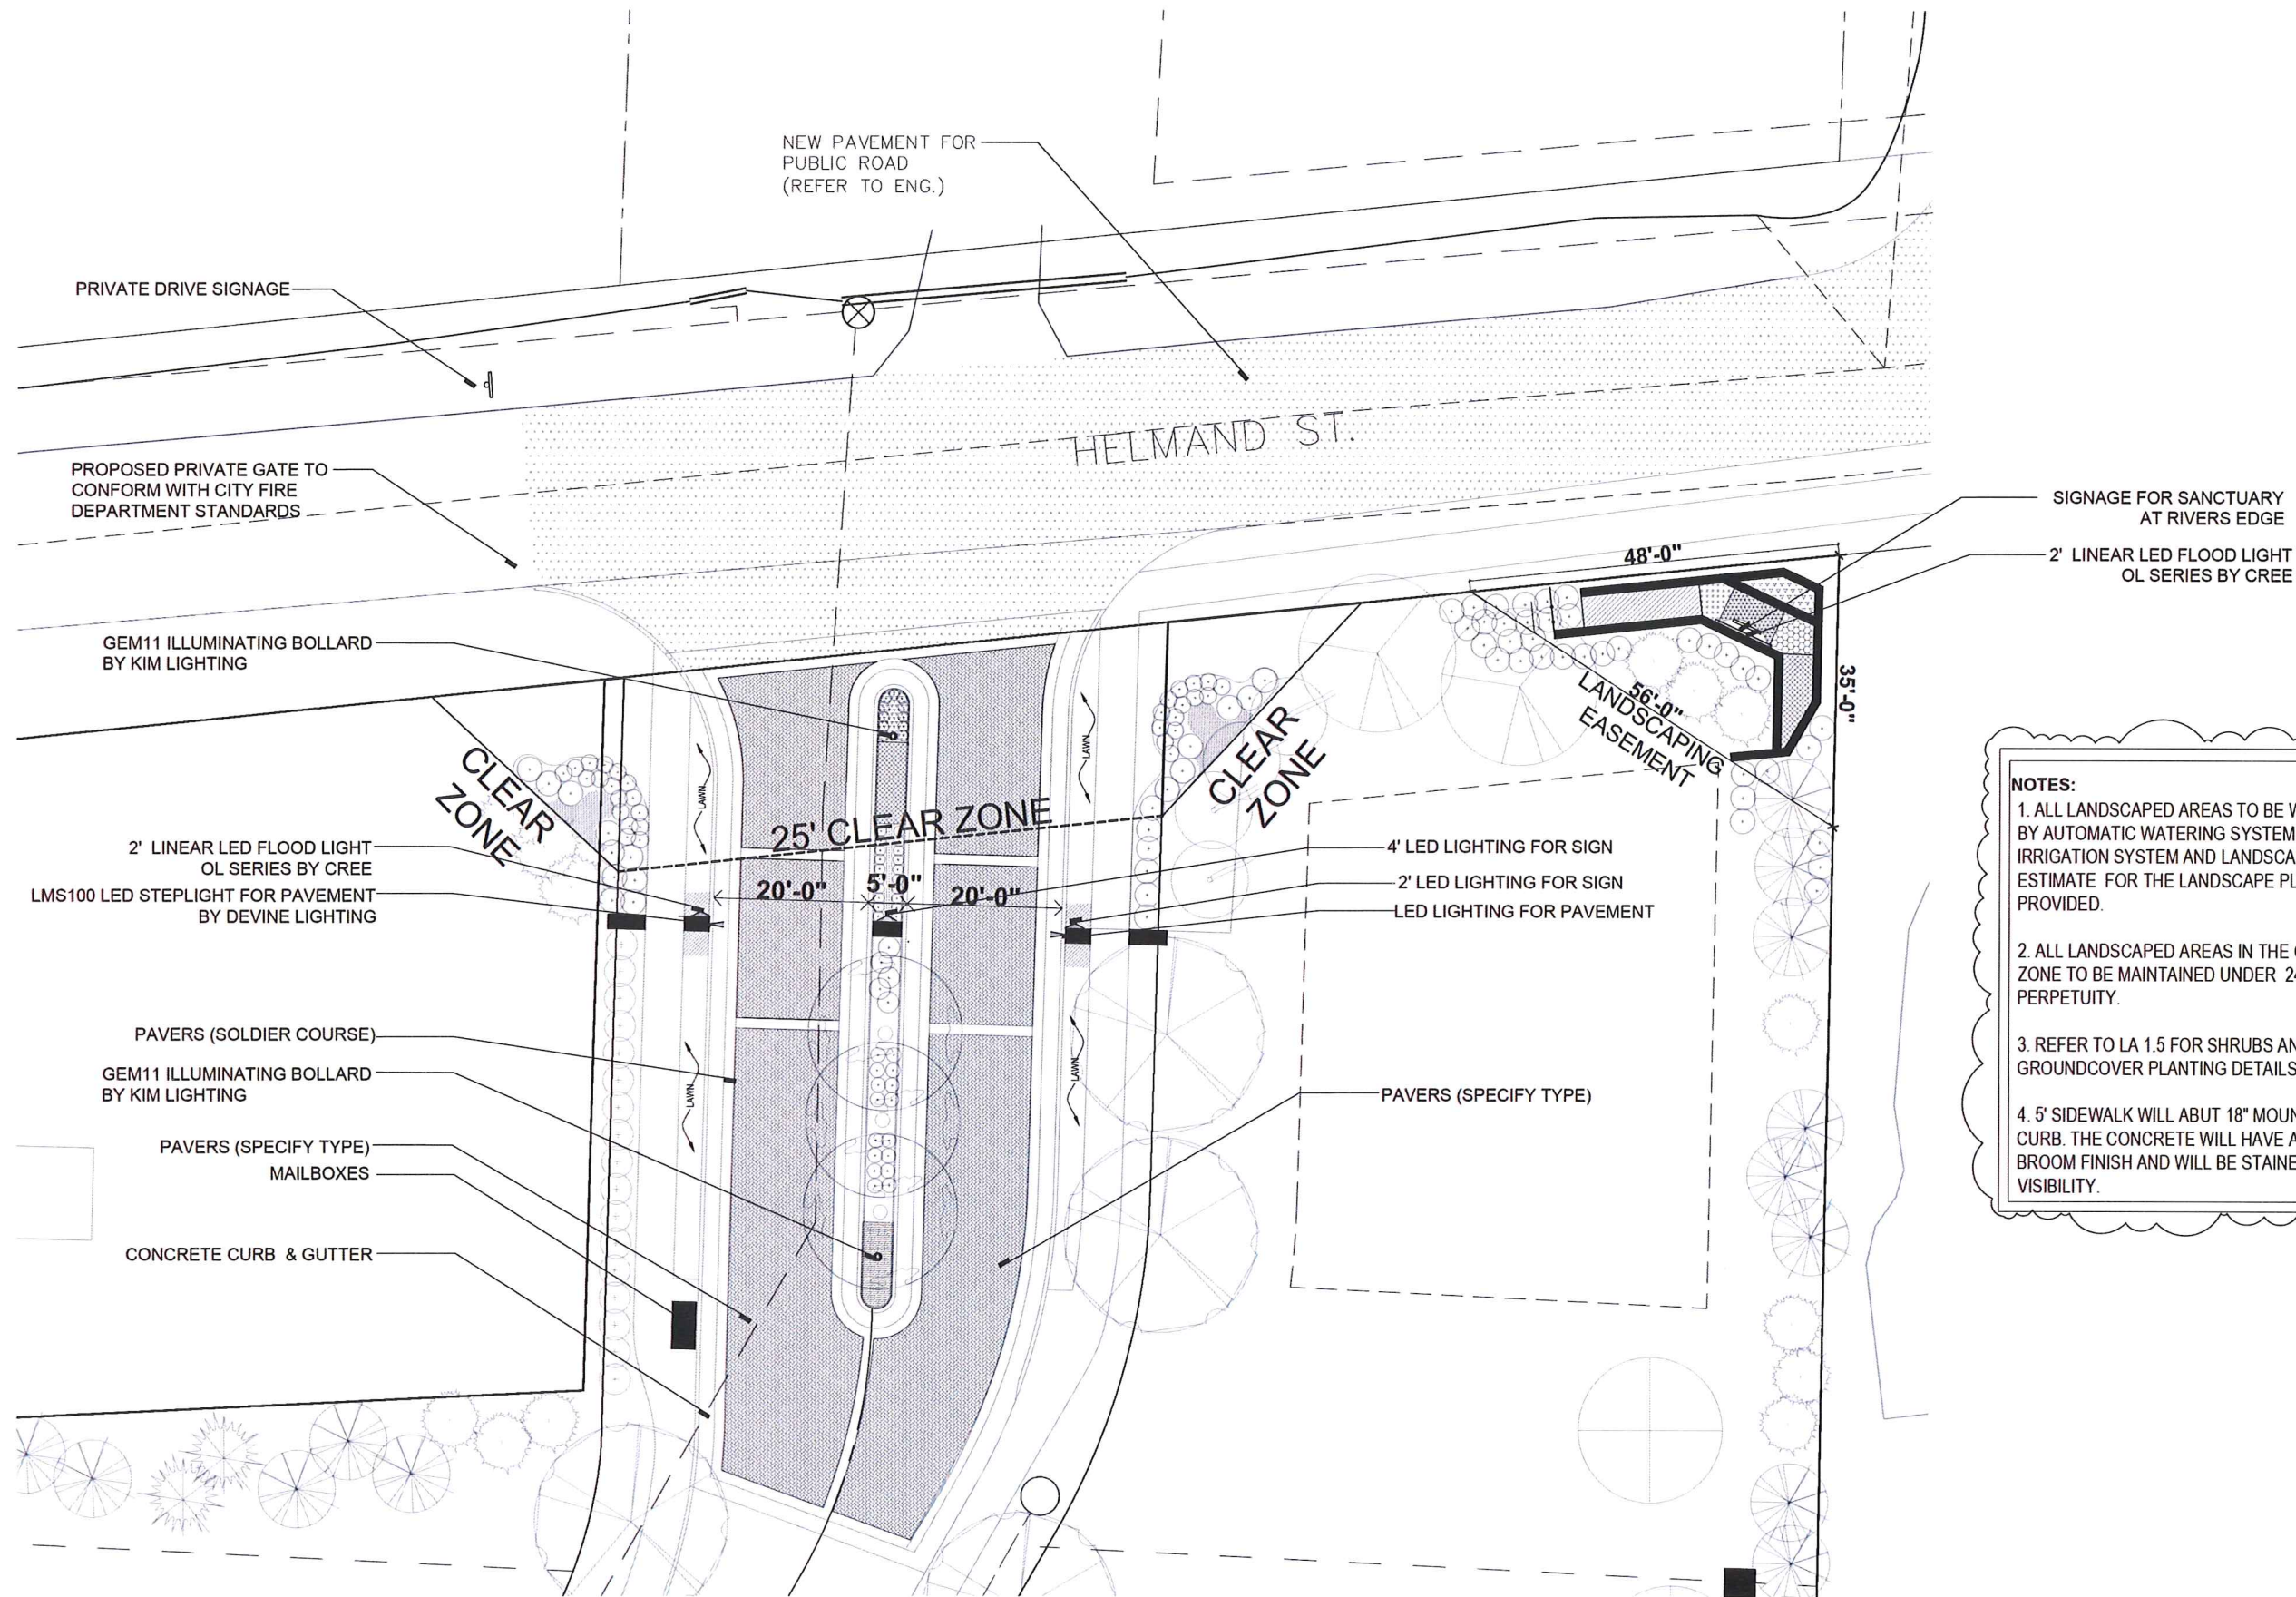 NEW PAVEMENT FOR
PUBLIC ROAD
(REFER TO ENG.)
PRIVATE DRIVE SIGNAGE
HELMAND ST.
PROPOSED PRIVATE GATE TO
CONFORM WITH CITY FIRE
DEPARTMENT STANDARDS
SIGNAGE FOR SANCTUARY
AT RIVERS EDGE
2' LINEAR LED FLOOD LIGHT
OL SERIES BY CREE
48'-0"
35'-0"
56'-0"
LANDSCAPING
EASEMENT
GEM11 ILLUMINATING BOLLARD
BY KIM LIGHTING
LAWN
LAWN
CLEAR
ZONE
CLEAR
ZONE
25' CLEAR ZONE
2' LINEAR LED FLOOD LIGHT
OL SERIES BY CREE
LMS100 LED STEPLIGHT FOR PAVEMENT
BY DEVINE LIGHTING
20'-0"
5'-0"
20'-0"
4' LED LIGHTING FOR SIGN
2' LED LIGHTING FOR SIGN
LED LIGHTING FOR PAVEMENT
PAVERS (SOLDIER COURSE)
GEM11 ILLUMINATING BOLLARD
BY KIM LIGHTING
LAWN
LAWN
PAVERS (SPECIFY TYPE)
PAVERS (SPECIFY TYPE)
MAILBOXES
CONCRETE CURB & GUTTER
NOTES:
1. ALL LANDSCAPED AREAS TO BE
BY AUTOMATIC WATERING SYSTEM
IRRIGATION SYSTEM AND
ESTIMATE FOR THE LANDSCAPE
PROVIDED.
2. ALL LANDSCAPED AREAS IN THE
ZONE TO BE MAINTAINED UNDER
PERPETUITY.
3. REFER TO LA 1.5 FOR SHRUBS
GROUNDCOVER PLANTING DETAILS
4. 5' SIDEWALK WILL ABUT 18"
CURB. THE CONCRETE WILL HAVE A
BROOM FINISH AND WILL BE
VISIBILITY.